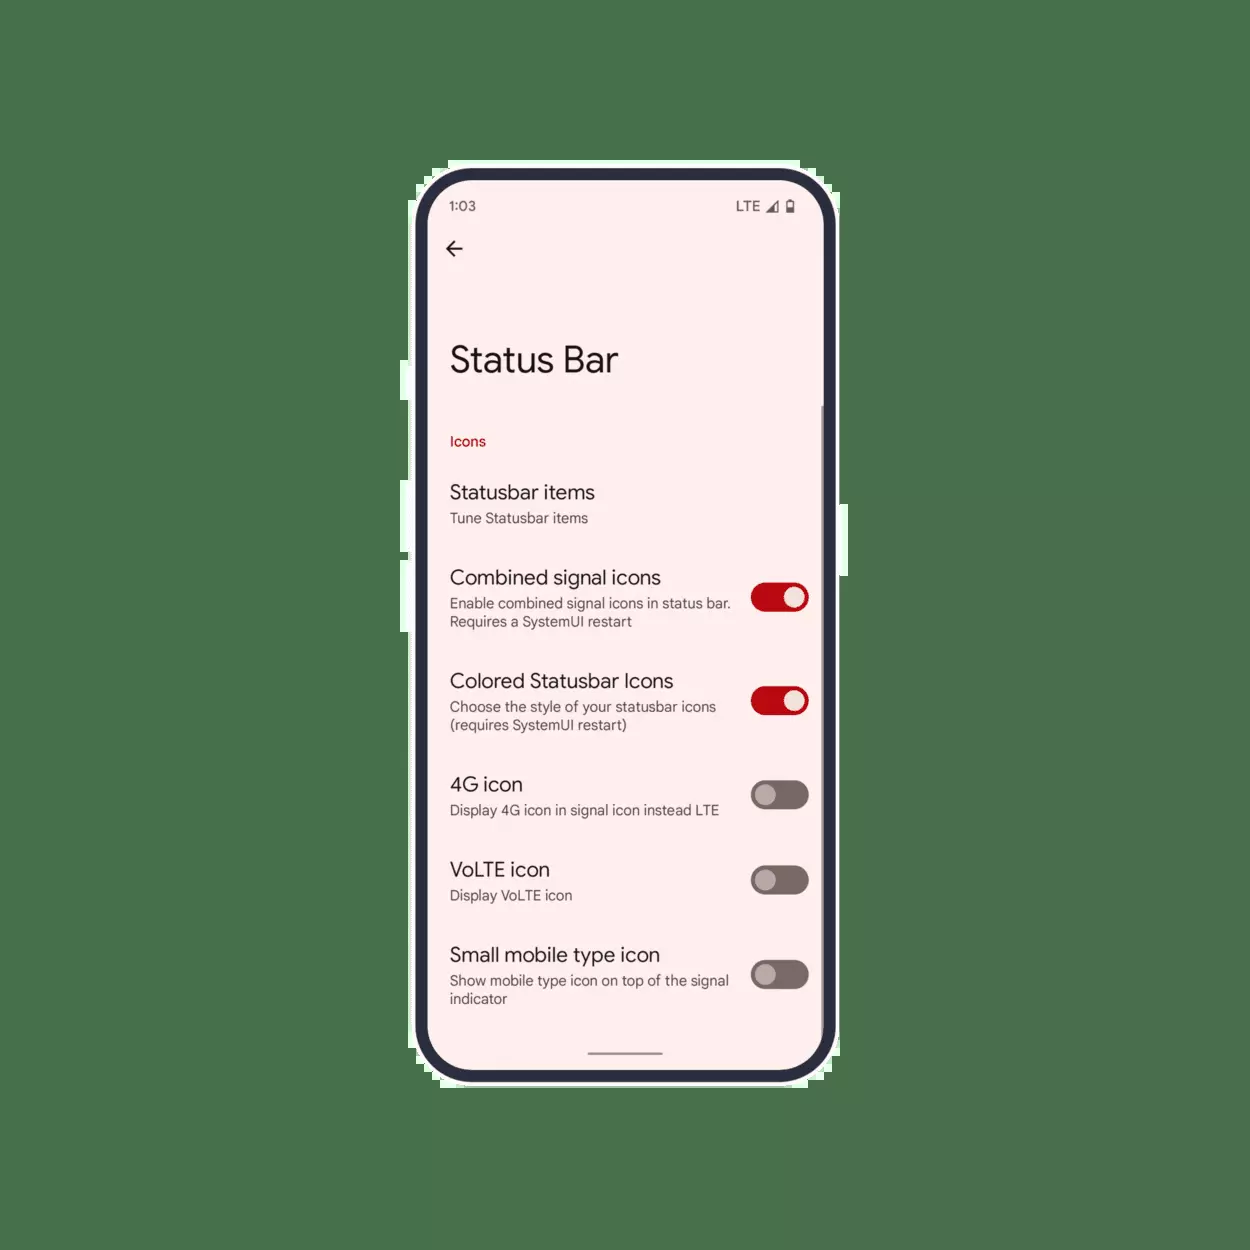 1:03
LTE
Status Bar
Icons
Statusbar items
Tune Statusbar items
Combined signal icons
Enable combined signal icons in status bar.
Requires a SystemUI restart
Colored Statusbar Icons
Choose the style of your statusbar icons
(requires SystemUI restart)
4G icon
Display 4G icon in signal icon instead LTE
VoLTE icon
Display VoLTE icon
Small mobile type icon
Show mobile type icon on top of the signal
indicator